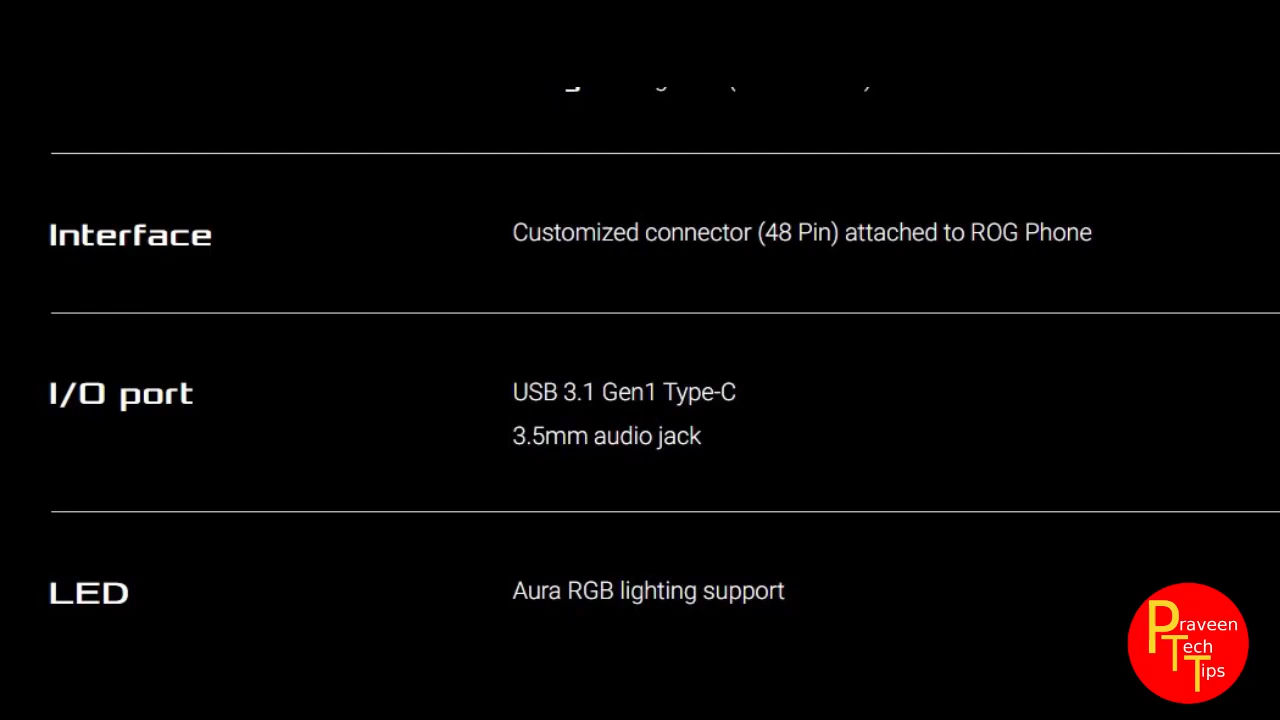 Interface
Customized connector (48 Pin) attached to ROG Phone
I/O port
USB 3.1 Gen1 Type-C
3.5mm audio jack
LED
Aura RGB lighting support
Praveen
Tech
Tips